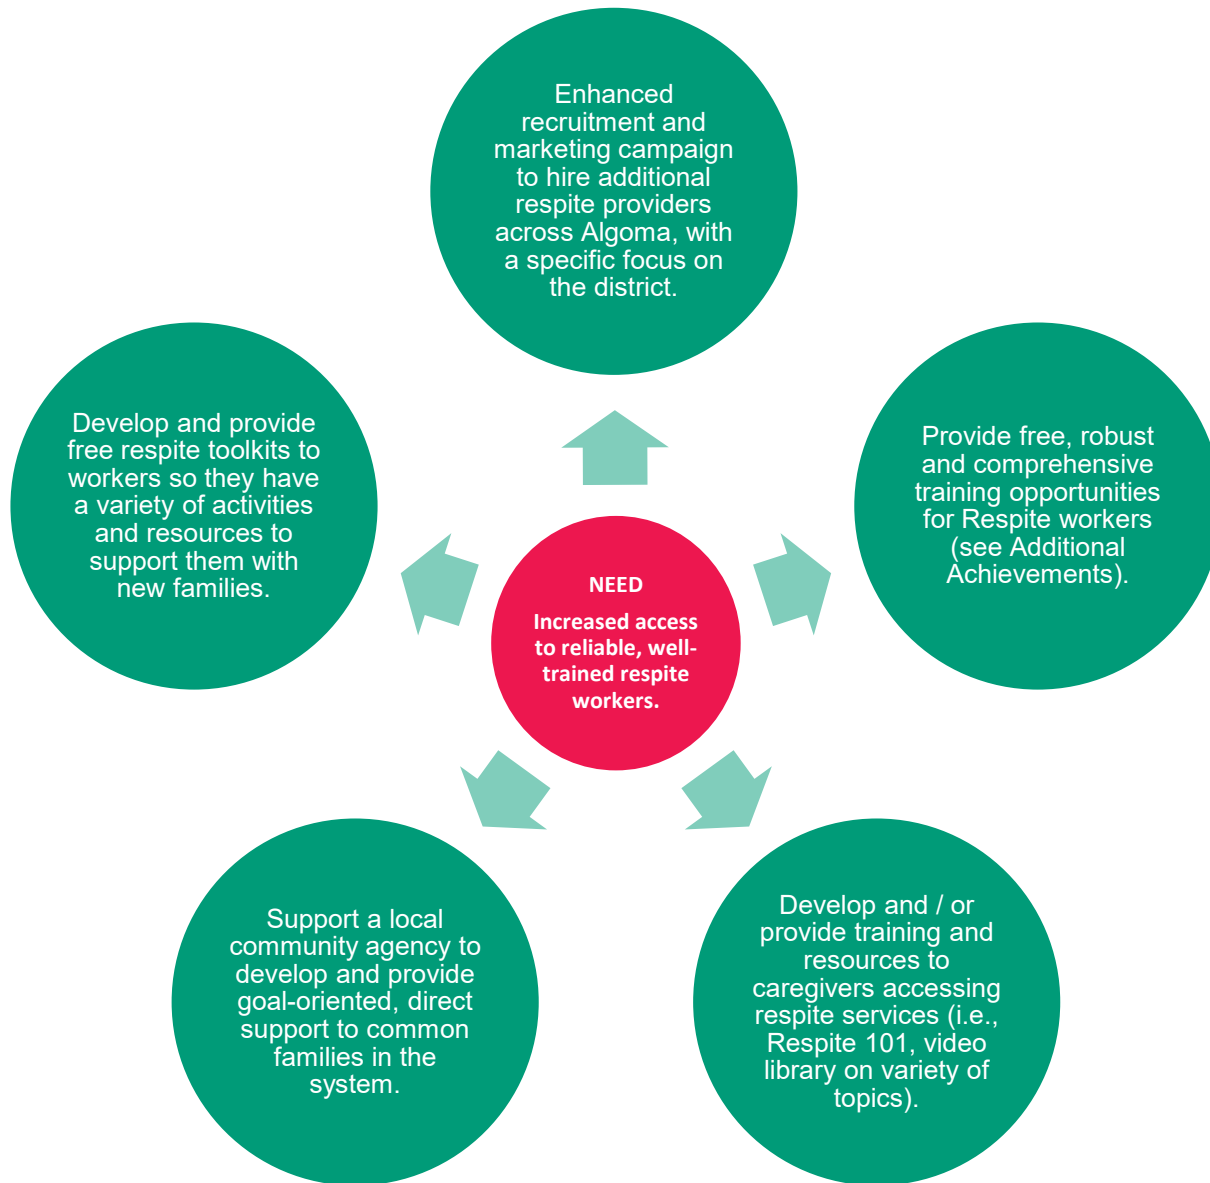 Enhanced
recruitment and
marketing campaign
to hire additional
respite providers
across Algoma, with
a specific focus on
the district.
Develop and provide
free respite toolkits to
workers so they have
a variety of activities
and resources to
support them with
new families.
Provide free, robust
and comprehensive
training opportunities
for Respite workers
(see Additional
Achievements).
NEED
Increased access
to reliable, well-
trained respite
workers.
Support a local
community agency to
develop and provide
goal-oriented, direct
support to common
families in the
system.
Develop and / or
provide training and
resources to
caregivers accessing
respite services (i.e.,
Respite 101, video
library on variety of
topics).